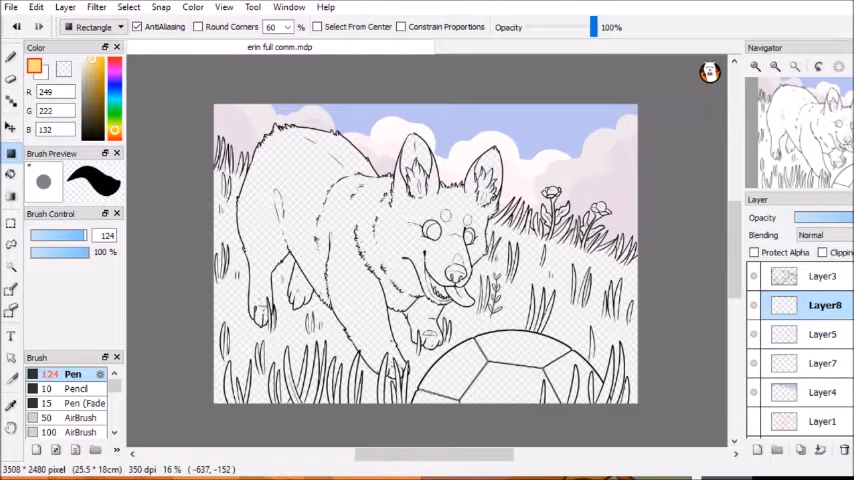 File Edit Layer Filter Select Snap Color View Tool Window Help
Rectangle AntiAliasing Round Corners 60 % Select From Center Constrain Proportions Opacity 100%
erin full comm.mdp
Color
Navigator
R 249
G 222
B 132
Brush Preview
Brush Control
124
100 %
Layer
Opacity
Blending Normal
Protect Alpha Clipping
Layer3
Layer8
Layer5
Layer7
Layer4
Layer1
Brush
124 Pen
10 Pencil
15 Pen (Fade
50 AirBrush
100 AirBrush
3508 * 2480 pixel (25.5 * 18cm) 350 dpi 16 % ( -637, -152 )